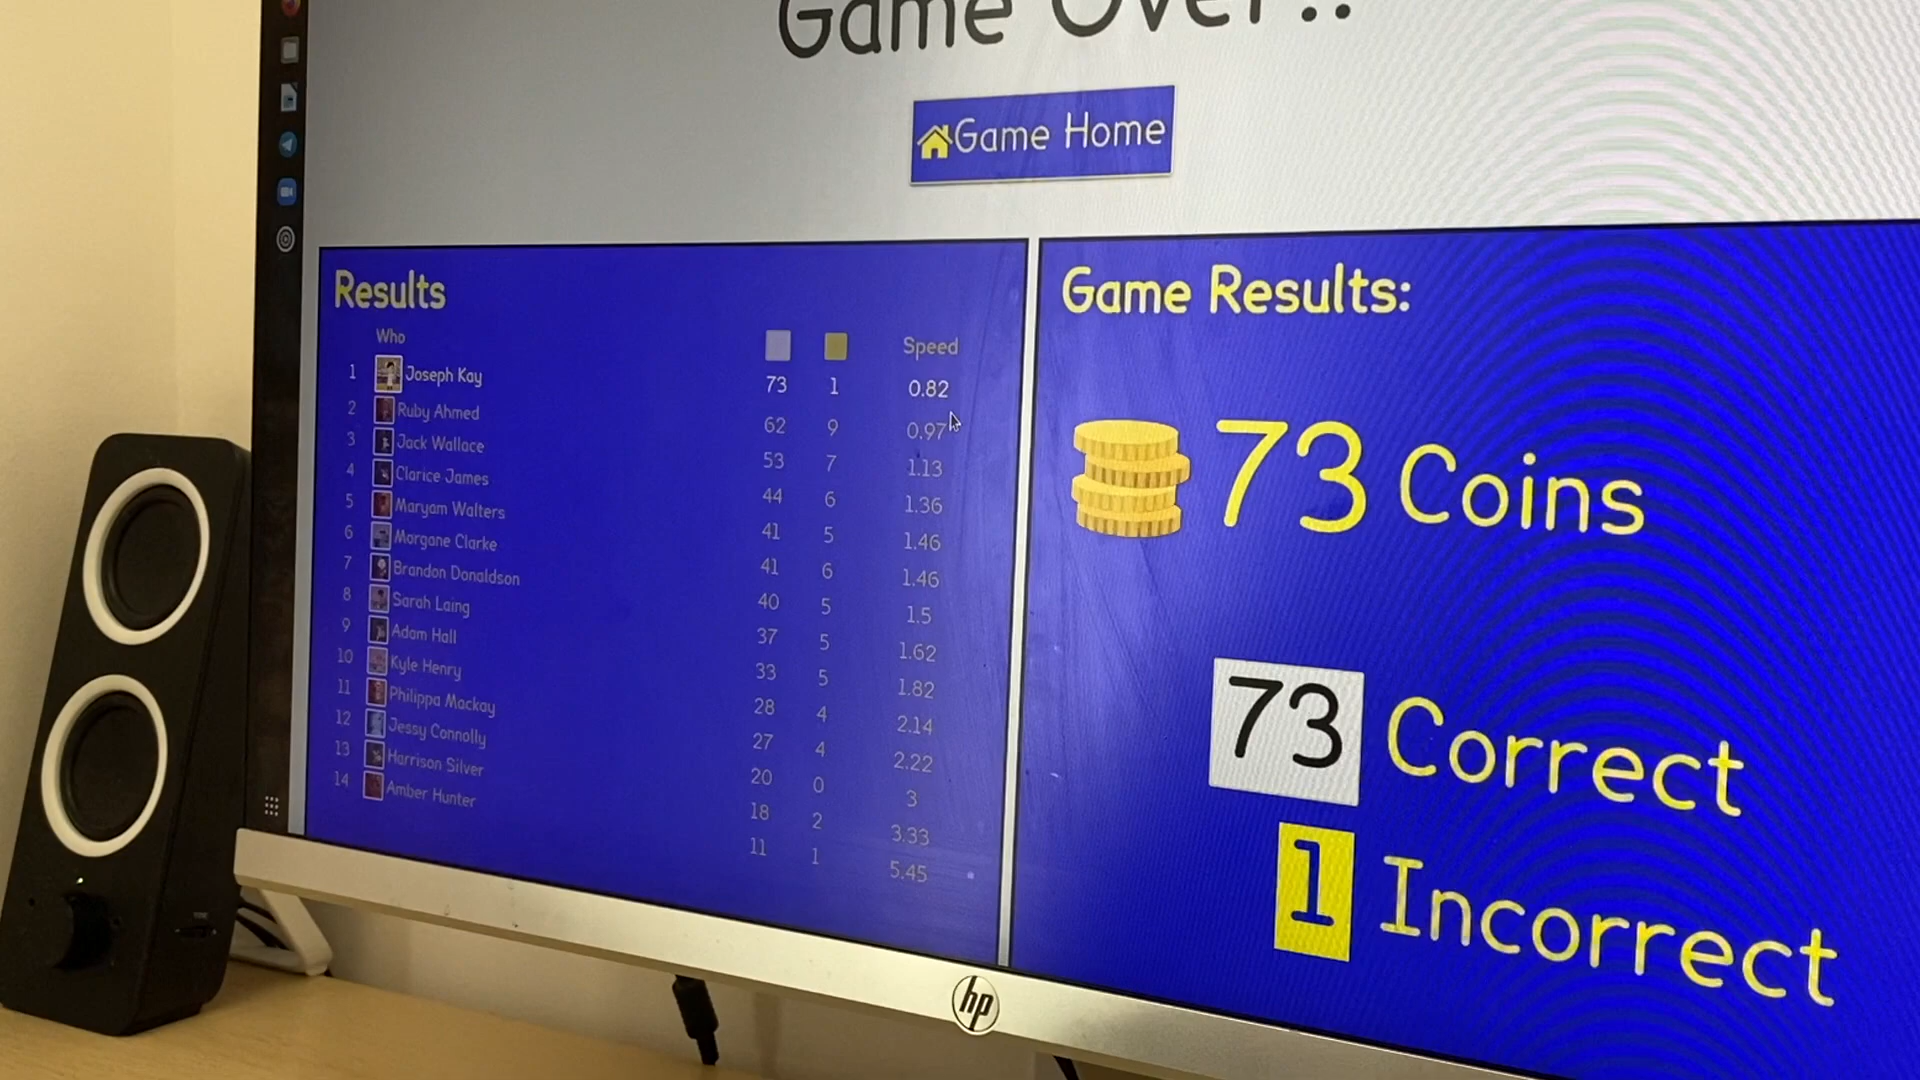 Game Over!!
Game Home
Results
Who Speed
1 Joseph Kay 73 1 0.82
2 Ruby Ahmed 62 9 0.97
3 Jack Wallace 53 7 1.13
4 Clarice James 44 6 1.36
5 Maryam Walters 41 5 1.46
6 Morgane Clarke 41 6 1.46
7 Brandon Donaldson 40 5 1.5
8 Sarah Laing 37 5 1.62
9 Adam Hall 33 5 1.82
10 Kyle Henry 28 4 2.14
11 Philippa Mackay 27 4 2.22
12 Jessy Connolly 20 0 3
13 Harrison Silver 18 2 3.33
14 Amber Hunter 11 1 5.45
Game Results:
73 Coins
73 Correct
1 Incorrect
hp